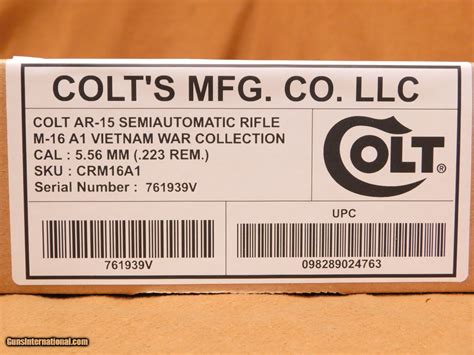 COLT'S MFG. CO. LLC
COLT AR-15 SEMIAUTOMATIC RIFLE
M-16 A1 VIETNAM WAR COLLECTION
CAL : 5.56 MM (.223 REM.)
SKU : CRM16A1
Serial Number : 761939V
COLT®
UPC
761939V
098289024763
GunsInternational.com